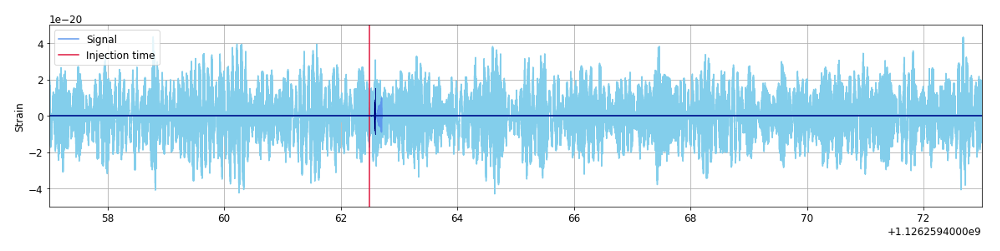 1e−20
Signal
Injection time
4
2
0
−2
−4
Strain
58 60 62 64 66 68 70 72
+1.1262594000e9